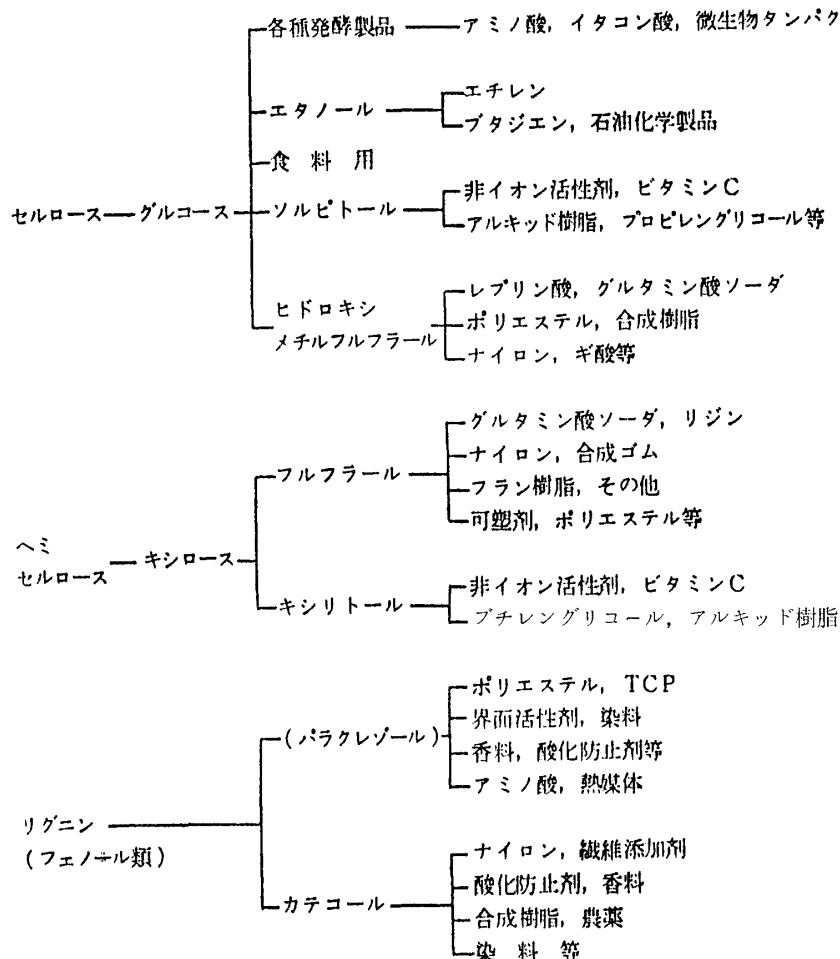 各種発酵製品 アミノ酸, イタコン酸, 微生物タンパク
エチレン
エタノール
ブタジエン, 石油化学製品
食料用
非イオン活性剤, ビタミンC
セルロース グルコース ソルビトール
アルキッド樹脂, プロピレングリコール等
レブリン酸, グルタミン酸ソーダ
ヒドロキシ
メチルフルフラール
ポリエステル, 合成樹脂
ナイロン, ギ酸等
グルタミン酸ソーダ, リジン
ナイロン, 合成ゴム
フルフラール
フラン樹脂, その他
可塑剤, ポリエステル等
ヘミ
セルロース キシロース
非イオン活性剤, ビタミンC
キシリトール
ブチレングリコール, アルキッド樹脂
ポリエステル, TCP
界面活性剤, 染料
(パラクレゾール)
香料, 酸化防止剤等
アミノ酸, 熱媒体
リグニン
(フェノール類)
ナイロン, 繊維添加剤
酸化防止剤, 香料
カテコール
合成樹脂, 農薬
染料等